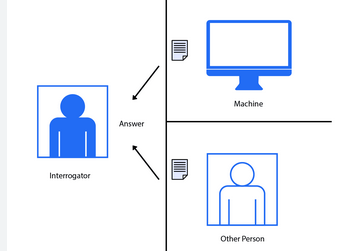 Machine
Answer
Interrogator
Other Person